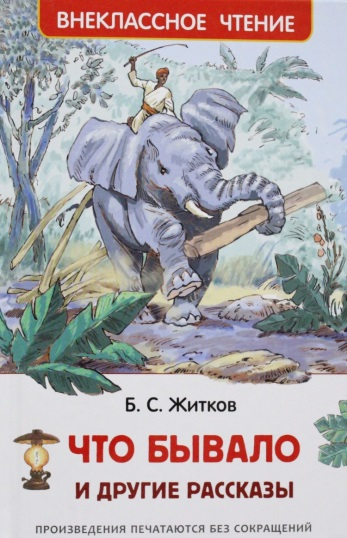 ВНЕКЛАССНОЕ ЧТЕНИЕ
Б. С. Житков
ЧТО БЫВАЛО
И ДРУГИЕ РАССКАЗЫ
ПРОИЗВЕДЕНИЯ ПЕЧАТАЮТСЯ БЕЗ СОКРАЩЕНИЙ